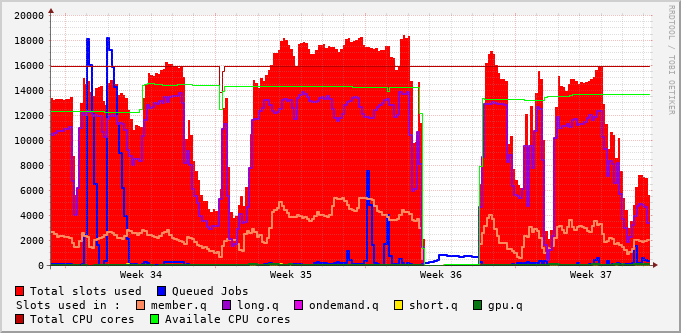 20000
18000
16000
14000
12000
10000
8000
6000
4000
2000
0
Week 34 Week 35 Week 36 Week 37
RRDTOOL / TOBI OETIKER
Total slots used Queued Jobs
Slots used in : member.q long.q ondemand.q short.q gpu.q
Total CPU cores Availale CPU cores